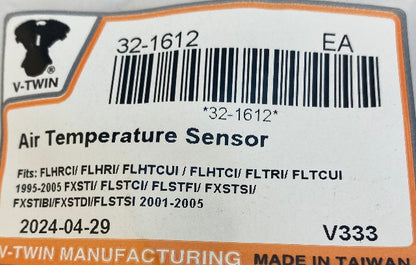 32-1612 EA
V-TWIN ®
*32-1612*
Air Temperature Sensor
Fits: FLHRCI/ FLHRI/ FLHTCUI / FLHTCI/ FLTRI/ FLTCUI
1995-2005 FXSTI/ FLSTCI/ FLSTFI/ FXSTSI/
FXSTIBI/FXSTDI/FLSTSI 2001-2005
2024-04-29 V333
V-TWIN MANUFACTURING MADE IN TAIWAN